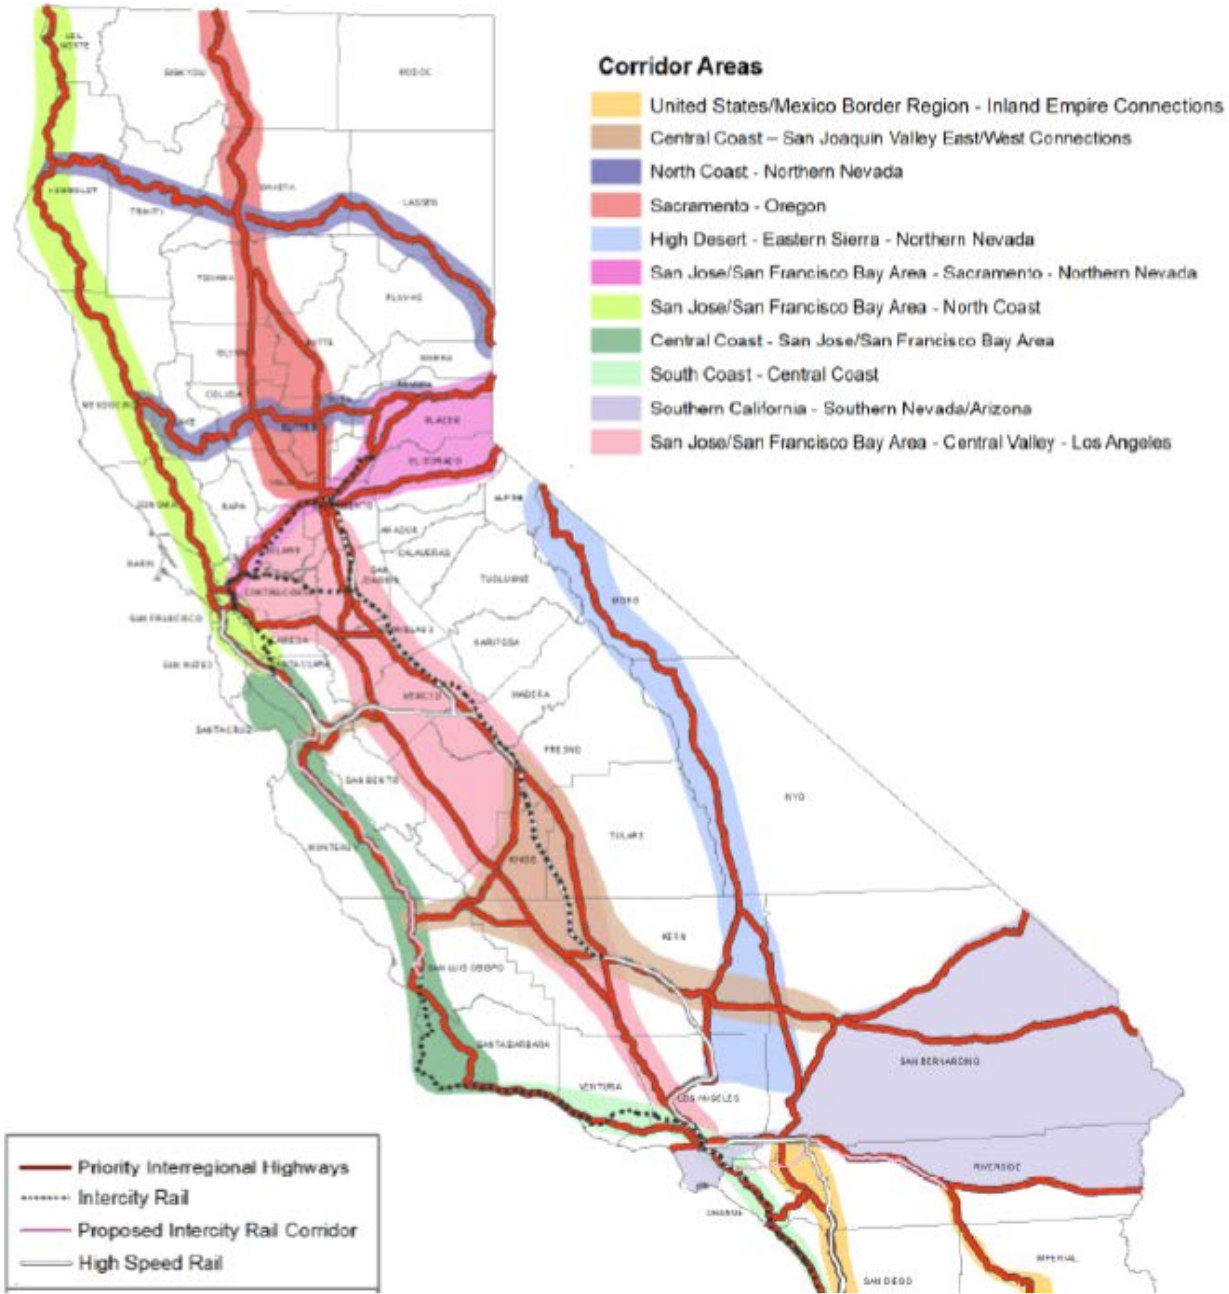 Corridor Areas
United States/Mexico Border Region - Inland Empire Connections
Central Coast – San Joaquin Valley East/West Connections
North Coast - Northern Nevada
Sacramento - Oregon
High Desert - Eastern Sierra - Northern Nevada
San Jose/San Francisco Bay Area - Sacramento - Northern Nevada
San Jose/San Francisco Bay Area - North Coast
Central Coast - San Jose/San Francisco Bay Area
South Coast - Central Coast
Southern California - Southern Nevada/Arizona
San Jose/San Francisco Bay Area - Central Valley - Los Angeles
SISKIYOU
MODOC
HUMBOLDT
TRINITY
SHASTA
LASSEN
TEHAMA
PLUMAS
GLENN
BUTTE
SIERRA
MENDOCINO
LAKE
COLUSA
PLACER
EL DORADO
SONOMA
NAPA
ALPINE
AMADOR
CALAVERAS
MARIN
TUOLUMNE
MONO
SAN FRANCISCO
SAN MATEO
MARIPOSA
MERCED
MADERA
SANTA CRUZ
FRESNO
SAN BENITO
INYO
TULARE
MONTEREY
KINGS
KERN
SAN LUIS OBISPO
SANTA BARBARA
VENTURA
LOS ANGELES
SAN BERNARDINO
RIVERSIDE
ORANGE
SAN DIEGO
IMPERIAL
Priority Interregional Highways
Intercity Rail
Proposed Intercity Rail Corridor
High Speed Rail